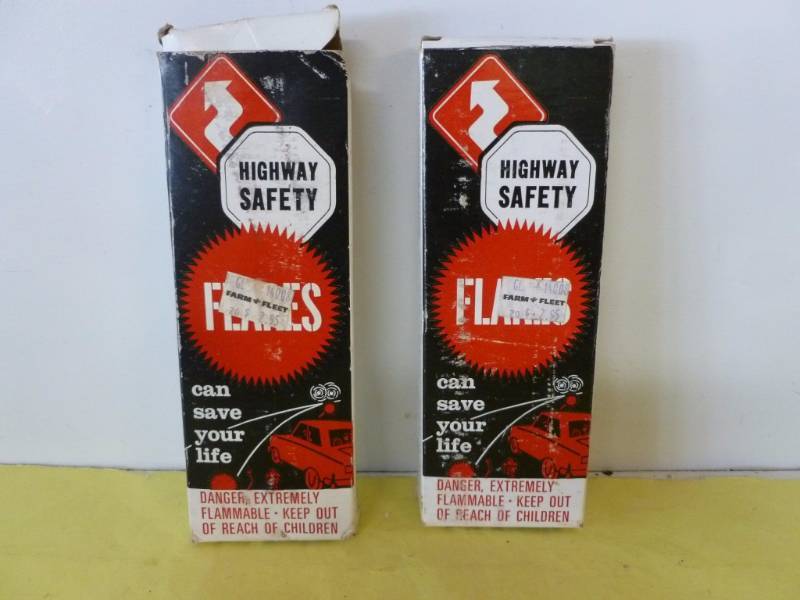 HIGHWAY
SAFETY
FLARES
FARM + FLEET
can
save
your
life
DANGER, EXTREMELY
FLAMMABLE · KEEP OUT
OF REACH OF CHILDREN
HIGHWAY
SAFETY
FLARES
FARM + FLEET
can
save
your
life
DANGER, EXTREMELY
FLAMMABLE · KEEP OUT
OF REACH OF CHILDREN